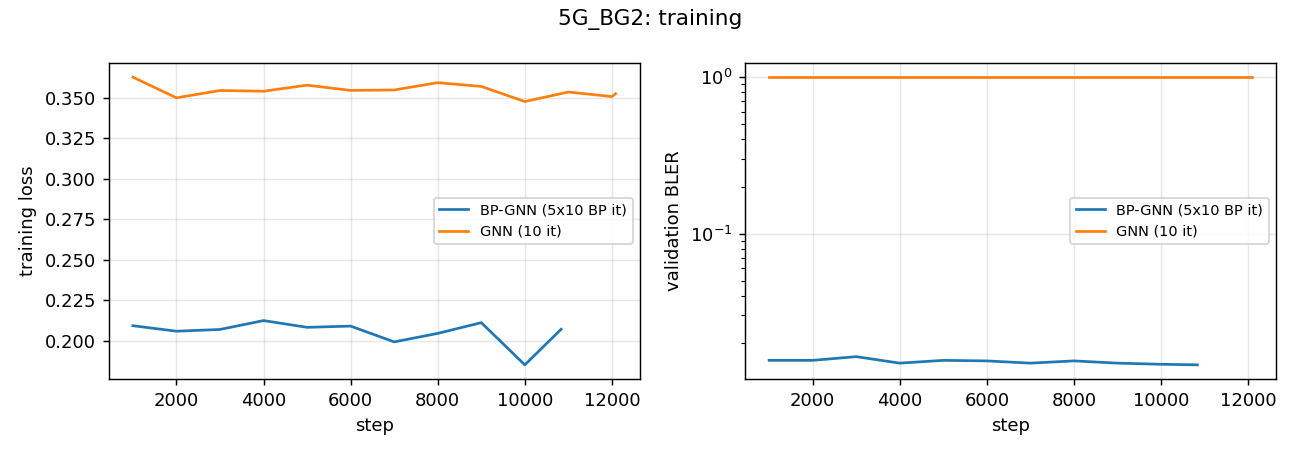 5G_BG2: training
training loss
0.350
0.325
0.300
0.275
0.250
0.225
0.200
BP-GNN (5x10 BP it)
GNN (10 it)
2000 4000 6000 8000 10000 12000
step
validation BLER
10⁰
10⁻¹
BP-GNN (5x10 BP it)
GNN (10 it)
2000 4000 6000 8000 10000 12000
step